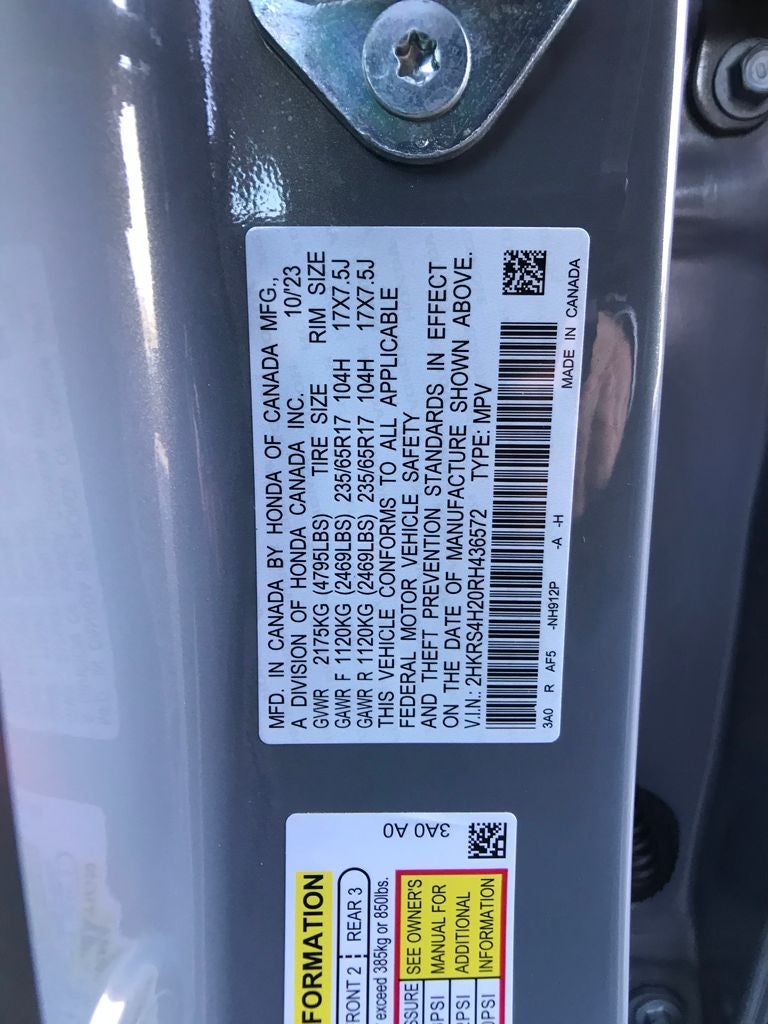 MFD. IN CANADA BY HONDA OF CANADA MFG.,
A DIVISION OF HONDA CANADA INC. 10/'23
GVWR 2175KG (4795LBS) TIRE SIZE RIM SIZE
GAWR F 1120KG (2469LBS) 235/65R17 104H 17X7.5J
GAWR R 1120KG (2469LBS) 235/65R17 104H 17X7.5J
THIS VEHICLE CONFORMS TO ALL APPLICABLE
FEDERAL MOTOR VEHICLE SAFETY
AND THEFT PREVENTION STANDARDS IN EFFECT
ON THE DATE OF MANUFACTURE SHOWN ABOVE.
V.I.N.: 2HKRS4H20RH436572 TYPE: MPV
3A0 R AF5 -NH912P -A -H
MADE IN CANADA
3A0 A0
FORMATION
RONT 2 REAR 3
exceed 385kg or 850lbs.
SSURE SEE OWNER'S
PSI MANUAL FOR
PSI ADDITIONAL
PSI INFORMATION